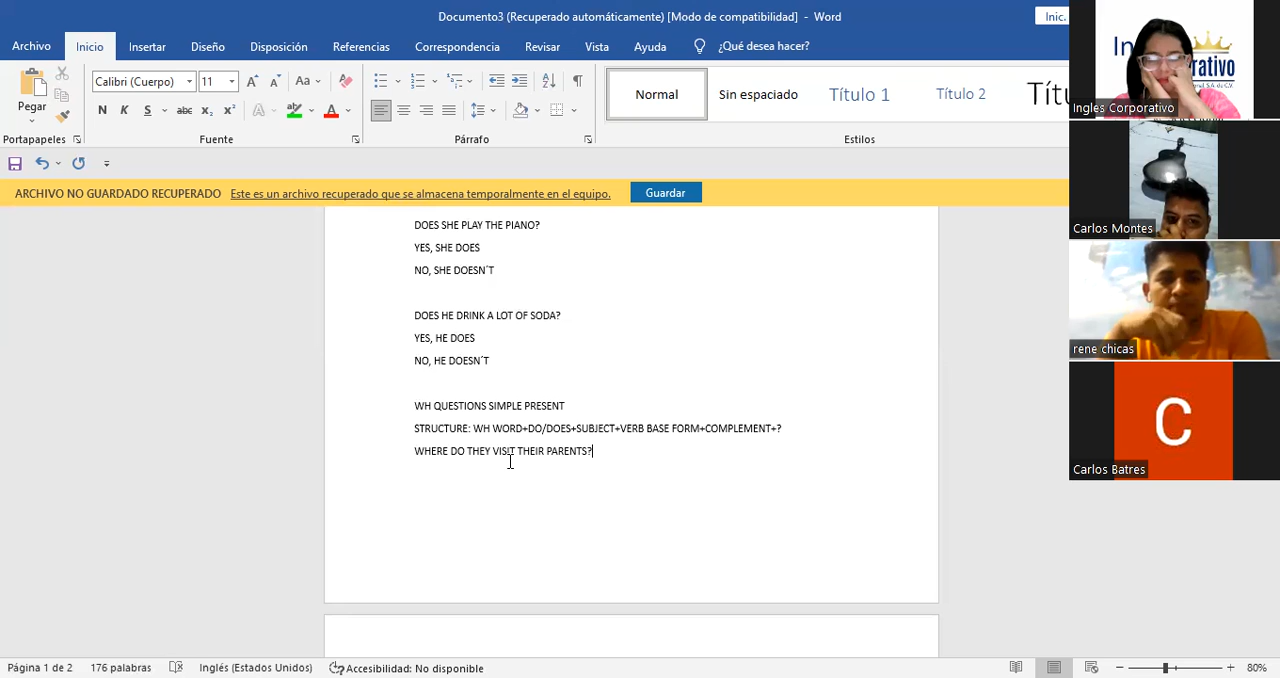 Documento3 (Recuperado automáticamente) [Modo de compatibilidad] - Word
Inic.
Archivo Inicio Insertar Diseño Disposición Referencias Correspondencia Revisar Vista Ayuda ¿Qué desea hacer?
Pegar
Calibri (Cuerpo) 11
Normal
Sin espaciado
Título 1
Título 2
Portapapeles Fuente Párrafo Estilos
ARCHIVO NO GUARDADO RECUPERADO Este es un archivo recuperado que se almacena temporalmente en el equipo. Guardar
DOES SHE PLAY THE PIANO?
YES, SHE DOES
NO, SHE DOESN´T
DOES HE DRINK A LOT OF SODA?
YES, HE DOES
NO, HE DOESN´T
WH QUESTIONS SIMPLE PRESENT
STRUCTURE: WH WORD+DO/DOES+SUBJECT+VERB BASE FORM+COMPLEMENT+?
WHERE DO THEY VISIT THEIR PARENTS?
Página 1 de 2 176 palabras Inglés (Estados Unidos) Accesibilidad: No disponible 80%
Ingles Corporativo
Carlos Montes
rene chicas
C
Carlos Batres